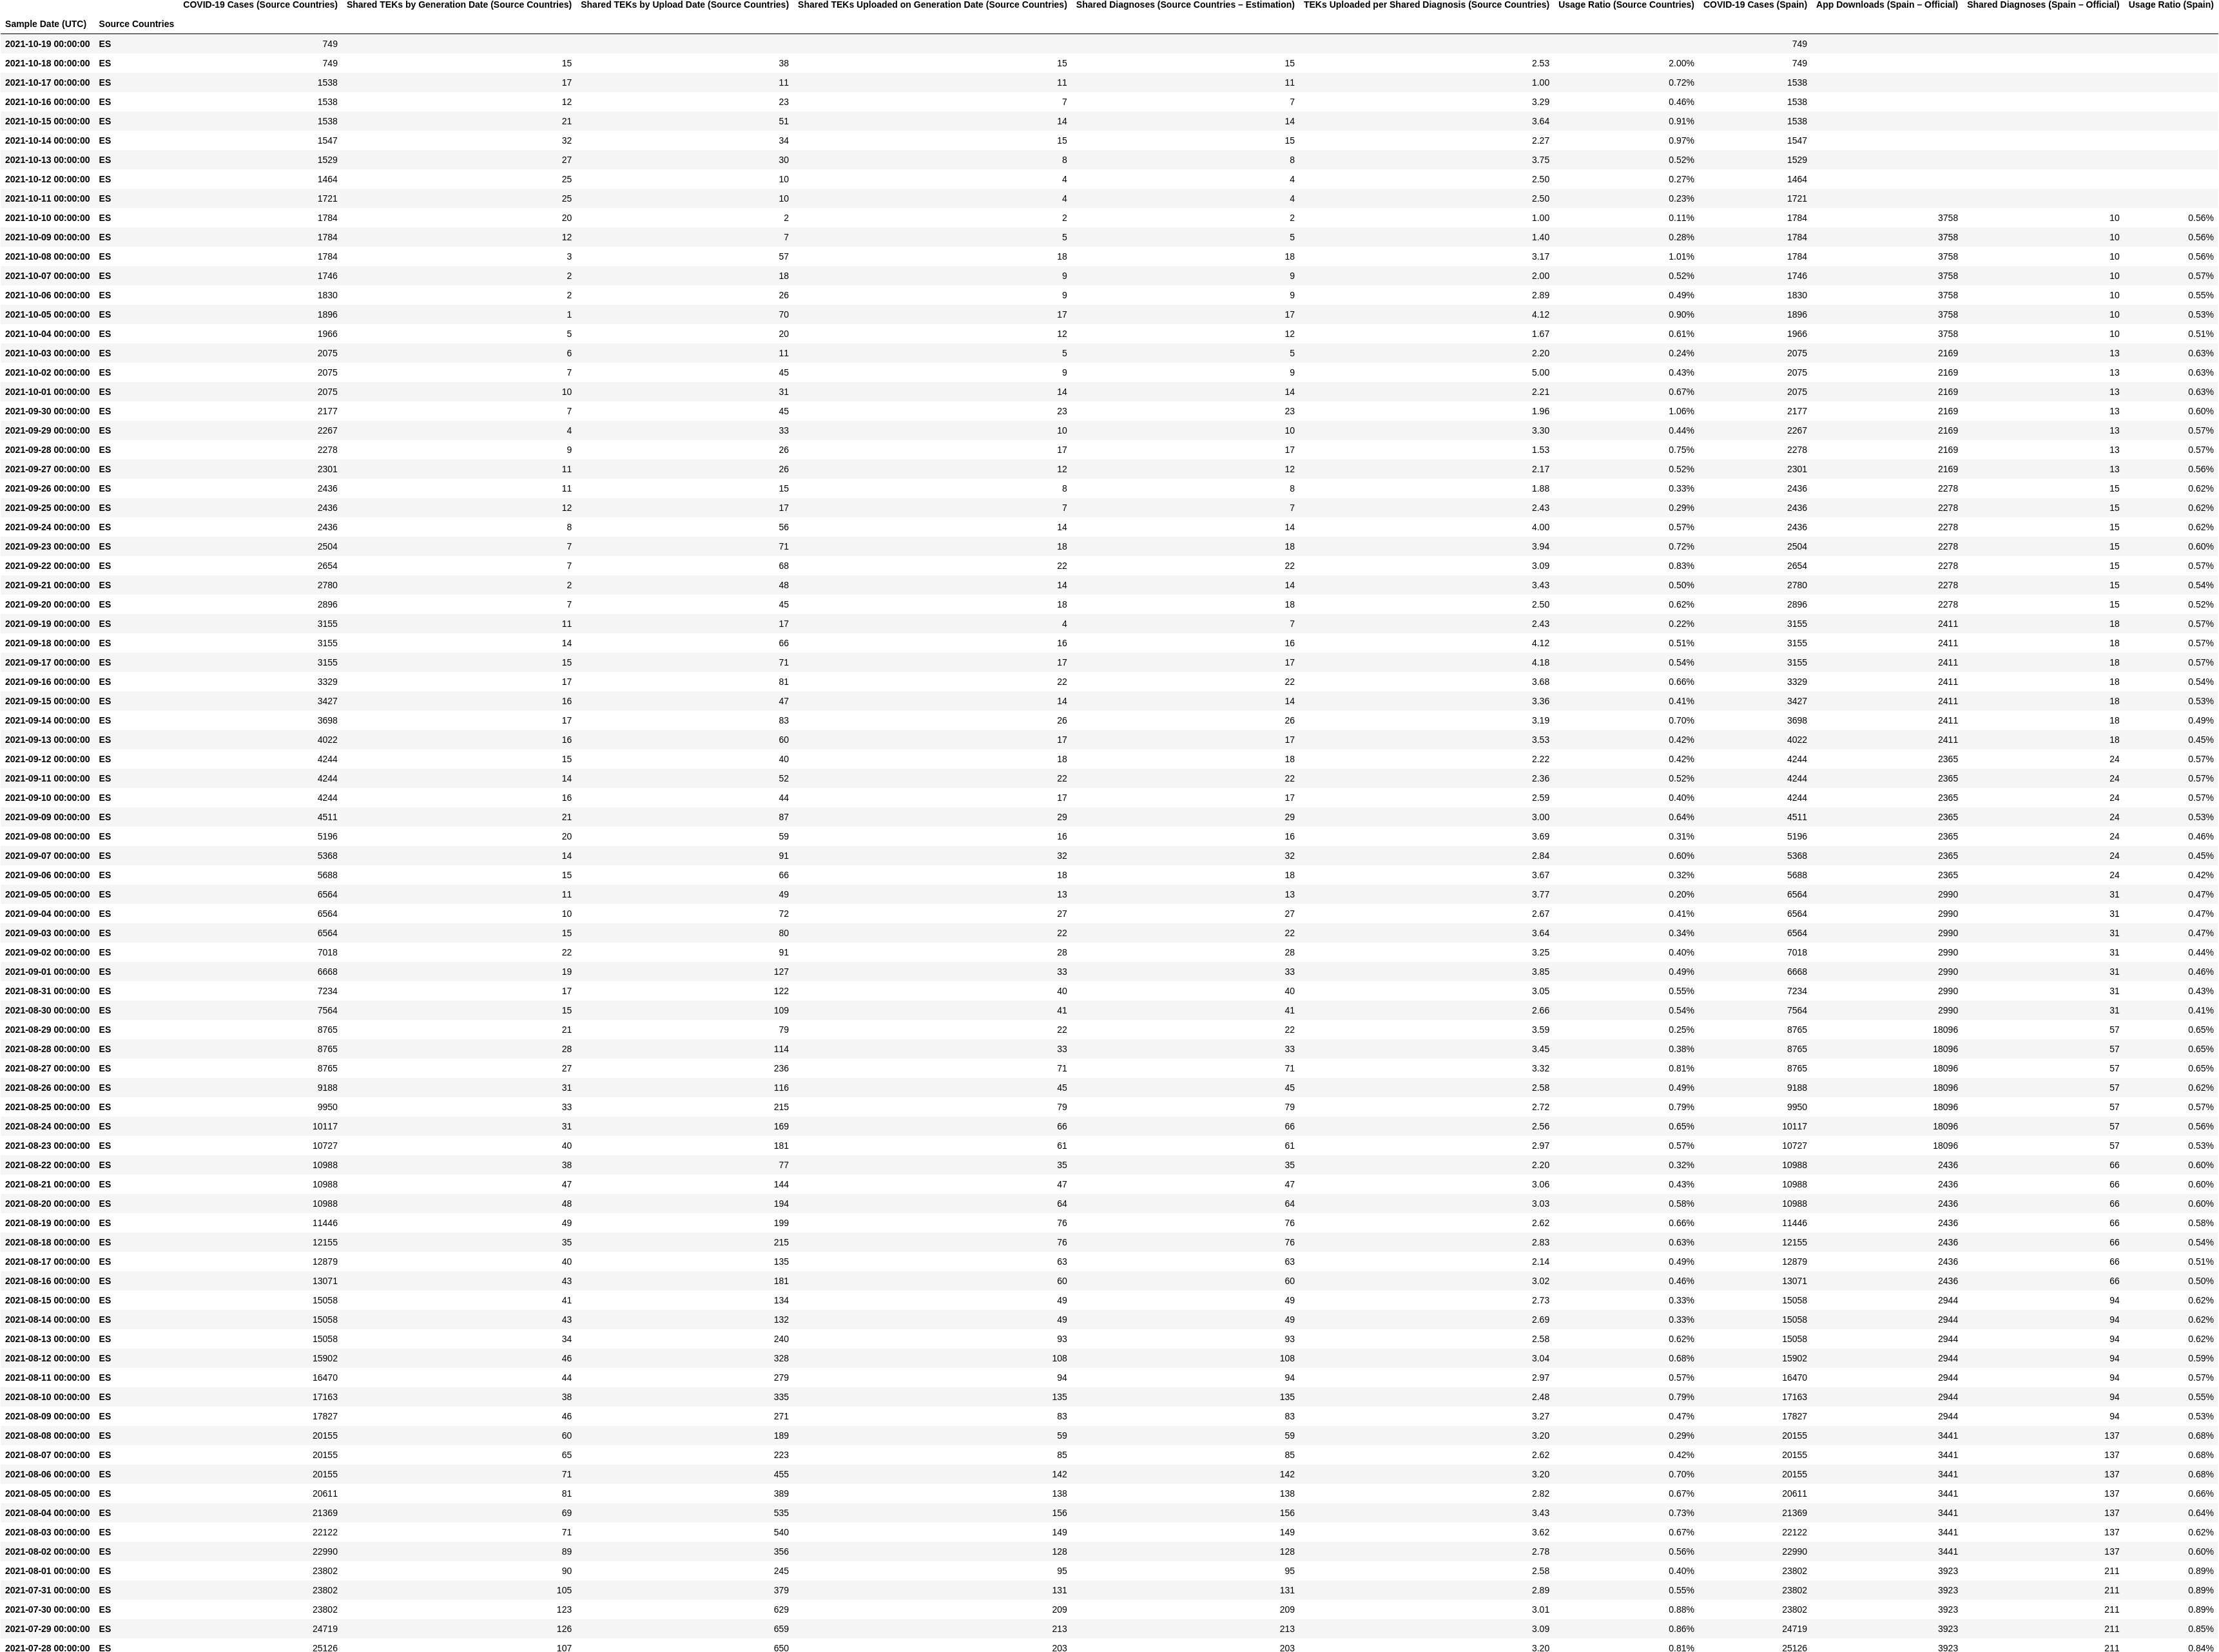 COVID-19 Cases (Source Countries) Shared TEKs by Generation Date (Source Countries) Shared TEKs by Upload Date (Source Countries) Shared TEKs Uploaded on Generation Date (Source Countries) Shared Diagnoses (Source Countries – Estimation) TEKs Uploaded per Shared Diagnosis (Source Countries) Usage Ratio (Source Countries) COVID-19 Cases (Spain) App Downloads (Spain – Official) Shared Diagnoses (Spain – Official) Usage Ratio (Spain)
Sample Date (UTC) Source Countries
2021-10-19 00:00:00 ES 749 749
2021-10-18 00:00:00 ES 749 15 38 15 15 2.53 2.00% 749
2021-10-17 00:00:00 ES 1538 17 11 11 11 1.00 0.72% 1538
2021-10-16 00:00:00 ES 1538 12 23 7 7 3.29 0.46% 1538
2021-10-15 00:00:00 ES 1538 21 51 14 14 3.64 0.91% 1538
2021-10-14 00:00:00 ES 1547 32 34 15 15 2.27 0.97% 1547
2021-10-13 00:00:00 ES 1529 27 30 8 8 3.75 0.52% 1529
2021-10-12 00:00:00 ES 1464 25 10 4 4 2.50 0.27% 1464
2021-10-11 00:00:00 ES 1721 25 10 4 4 2.50 0.23% 1721
2021-10-10 00:00:00 ES 1784 20 2 2 2 1.00 0.11% 1784 3758 10 0.56%
2021-10-09 00:00:00 ES 1784 12 7 5 5 1.40 0.28% 1784 3758 10 0.56%
2021-10-08 00:00:00 ES 1784 3 57 18 18 3.17 1.01% 1784 3758 10 0.56%
2021-10-07 00:00:00 ES 1746 2 18 9 9 2.00 0.52% 1746 3758 10 0.57%
2021-10-06 00:00:00 ES 1830 2 26 9 9 2.89 0.49% 1830 3758 10 0.55%
2021-10-05 00:00:00 ES 1896 1 70 17 17 4.12 0.90% 1896 3758 10 0.53%
2021-10-04 00:00:00 ES 1966 5 20 12 12 1.67 0.61% 1966 3758 10 0.51%
2021-10-03 00:00:00 ES 2075 6 11 5 5 2.20 0.24% 2075 2169 13 0.63%
2021-10-02 00:00:00 ES 2075 7 45 9 9 5.00 0.43% 2075 2169 13 0.63%
2021-10-01 00:00:00 ES 2075 10 31 14 14 2.21 0.67% 2075 2169 13 0.63%
2021-09-30 00:00:00 ES 2177 7 45 23 23 1.96 1.06% 2177 2169 13 0.60%
2021-09-29 00:00:00 ES 2267 4 33 10 10 3.30 0.44% 2267 2169 13 0.57%
2021-09-28 00:00:00 ES 2278 9 26 17 17 1.53 0.75% 2278 2169 13 0.57%
2021-09-27 00:00:00 ES 2301 11 26 12 12 2.17 0.52% 2301 2169 13 0.56%
2021-09-26 00:00:00 ES 2436 11 15 8 8 1.88 0.33% 2436 2278 15 0.62%
2021-09-25 00:00:00 ES 2436 12 17 7 7 2.43 0.29% 2436 2278 15 0.62%
2021-09-24 00:00:00 ES 2436 8 56 14 14 4.00 0.57% 2436 2278 15 0.62%
2021-09-23 00:00:00 ES 2504 7 71 18 18 3.94 0.72% 2504 2278 15 0.60%
2021-09-22 00:00:00 ES 2654 7 68 22 22 3.09 0.83% 2654 2278 15 0.57%
2021-09-21 00:00:00 ES 2780 2 48 14 14 3.43 0.50% 2780 2278 15 0.54%
2021-09-20 00:00:00 ES 2896 7 45 18 18 2.50 0.62% 2896 2278 15 0.52%
2021-09-19 00:00:00 ES 3155 11 17 4 7 2.43 0.22% 3155 2411 18 0.57%
2021-09-18 00:00:00 ES 3155 14 66 16 16 4.12 0.51% 3155 2411 18 0.57%
2021-09-17 00:00:00 ES 3155 15 71 17 17 4.18 0.54% 3155 2411 18 0.57%
2021-09-16 00:00:00 ES 3329 17 81 22 22 3.68 0.66% 3329 2411 18 0.54%
2021-09-15 00:00:00 ES 3427 16 47 14 14 3.36 0.41% 3427 2411 18 0.53%
2021-09-14 00:00:00 ES 3698 17 83 26 26 3.19 0.70% 3698 2411 18 0.49%
2021-09-13 00:00:00 ES 4022 16 60 17 17 3.53 0.42% 4022 2411 18 0.45%
2021-09-12 00:00:00 ES 4244 15 40 18 18 2.22 0.42% 4244 2365 24 0.57%
2021-09-11 00:00:00 ES 4244 14 52 22 22 2.36 0.52% 4244 2365 24 0.57%
2021-09-10 00:00:00 ES 4244 16 44 17 17 2.59 0.40% 4244 2365 24 0.57%
2021-09-09 00:00:00 ES 4511 21 87 29 29 3.00 0.64% 4511 2365 24 0.53%
2021-09-08 00:00:00 ES 5196 20 59 16 16 3.69 0.31% 5196 2365 24 0.46%
2021-09-07 00:00:00 ES 5368 14 91 32 32 2.84 0.60% 5368 2365 24 0.45%
2021-09-06 00:00:00 ES 5688 15 66 18 18 3.67 0.32% 5688 2365 24 0.42%
2021-09-05 00:00:00 ES 6564 11 49 13 13 3.77 0.20% 6564 2990 31 0.47%
2021-09-04 00:00:00 ES 6564 10 72 27 27 2.67 0.41% 6564 2990 31 0.47%
2021-09-03 00:00:00 ES 6564 15 80 22 22 3.64 0.34% 6564 2990 31 0.47%
2021-09-02 00:00:00 ES 7018 22 91 28 28 3.25 0.40% 7018 2990 31 0.44%
2021-09-01 00:00:00 ES 6668 19 127 33 33 3.85 0.49% 6668 2990 31 0.46%
2021-08-31 00:00:00 ES 7234 17 122 40 40 3.05 0.55% 7234 2990 31 0.43%
2021-08-30 00:00:00 ES 7564 15 109 41 41 2.66 0.54% 7564 2990 31 0.41%
2021-08-29 00:00:00 ES 8765 21 79 22 22 3.59 0.25% 8765 18096 57 0.65%
2021-08-28 00:00:00 ES 8765 28 114 33 33 3.45 0.38% 8765 18096 57 0.65%
2021-08-27 00:00:00 ES 8765 27 236 71 71 3.32 0.81% 8765 18096 57 0.65%
2021-08-26 00:00:00 ES 9188 31 116 45 45 2.58 0.49% 9188 18096 57 0.62%
2021-08-25 00:00:00 ES 9950 33 215 79 79 2.72 0.79% 9950 18096 57 0.57%
2021-08-24 00:00:00 ES 10117 31 169 66 66 2.56 0.65% 10117 18096 57 0.56%
2021-08-23 00:00:00 ES 10727 40 181 61 61 2.97 0.57% 10727 18096 57 0.53%
2021-08-22 00:00:00 ES 10988 38 77 35 35 2.20 0.32% 10988 2436 66 0.60%
2021-08-21 00:00:00 ES 10988 47 144 47 47 3.06 0.43% 10988 2436 66 0.60%
2021-08-20 00:00:00 ES 10988 48 194 64 64 3.03 0.58% 10988 2436 66 0.60%
2021-08-19 00:00:00 ES 11446 49 199 76 76 2.62 0.66% 11446 2436 66 0.58%
2021-08-18 00:00:00 ES 12155 35 215 76 76 2.83 0.63% 12155 2436 66 0.54%
2021-08-17 00:00:00 ES 12879 40 135 63 63 2.14 0.49% 12879 2436 66 0.51%
2021-08-16 00:00:00 ES 13071 43 181 60 60 3.02 0.46% 13071 2436 66 0.50%
2021-08-15 00:00:00 ES 15058 41 134 49 49 2.73 0.33% 15058 2944 94 0.62%
2021-08-14 00:00:00 ES 15058 43 132 49 49 2.69 0.33% 15058 2944 94 0.62%
2021-08-13 00:00:00 ES 15058 34 240 93 93 2.58 0.62% 15058 2944 94 0.62%
2021-08-12 00:00:00 ES 15902 46 328 108 108 3.04 0.68% 15902 2944 94 0.59%
2021-08-11 00:00:00 ES 16470 44 279 94 94 2.97 0.57% 16470 2944 94 0.57%
2021-08-10 00:00:00 ES 17163 38 335 135 135 2.48 0.79% 17163 2944 94 0.55%
2021-08-09 00:00:00 ES 17827 46 271 83 83 3.27 0.47% 17827 2944 94 0.53%
2021-08-08 00:00:00 ES 20155 60 189 59 59 3.20 0.29% 20155 3441 137 0.68%
2021-08-07 00:00:00 ES 20155 65 223 85 85 2.62 0.42% 20155 3441 137 0.68%
2021-08-06 00:00:00 ES 20155 71 455 142 142 3.20 0.70% 20155 3441 137 0.68%
2021-08-05 00:00:00 ES 20611 81 389 138 138 2.82 0.67% 20611 3441 137 0.66%
2021-08-04 00:00:00 ES 21369 69 535 156 156 3.43 0.73% 21369 3441 137 0.64%
2021-08-03 00:00:00 ES 22122 71 540 149 149 3.62 0.67% 22122 3441 137 0.62%
2021-08-02 00:00:00 ES 22990 89 356 128 128 2.78 0.56% 22990 3441 137 0.60%
2021-08-01 00:00:00 ES 23802 90 245 95 95 2.58 0.40% 23802 3923 211 0.89%
2021-07-31 00:00:00 ES 23802 105 379 131 131 2.89 0.55% 23802 3923 211 0.89%
2021-07-30 00:00:00 ES 23802 123 629 209 209 3.01 0.88% 23802 3923 211 0.89%
2021-07-29 00:00:00 ES 24719 126 659 213 213 3.09 0.86% 24719 3923 211 0.85%
2021-07-28 00:00:00 ES 25126 107 650 203 203 3.20 0.81% 25126 3923 211 0.84%